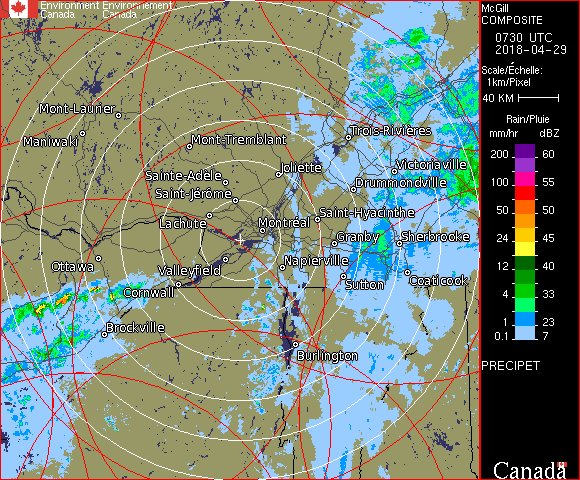 Environment Environnement
Canada Canada
McGill
COMPOSITE
0730 UTC
2018-04-29
Scale/Échelle:
1km/Pixel
40 KM
Rain/Pluie
mm/hr dBZ
200 60
150 57
100 55
50 50
24 45
12 40
4 33
1 23
0.1 7
PRECIPET
Canada
Mont-Laurier
Maniwaki
Mont-Tremblant
Trois-Rivières
Joliette
Victoriaville
Sainte-Adèle
Drummondville
Saint-Jérôme
Saint-Hyacinthe
Lachute
Montréal
Granby
Sherbrooke
Ottawa
Valleyfield
Napierville
Coaticook
Sutton
Cornwall
Brockville
Burlington